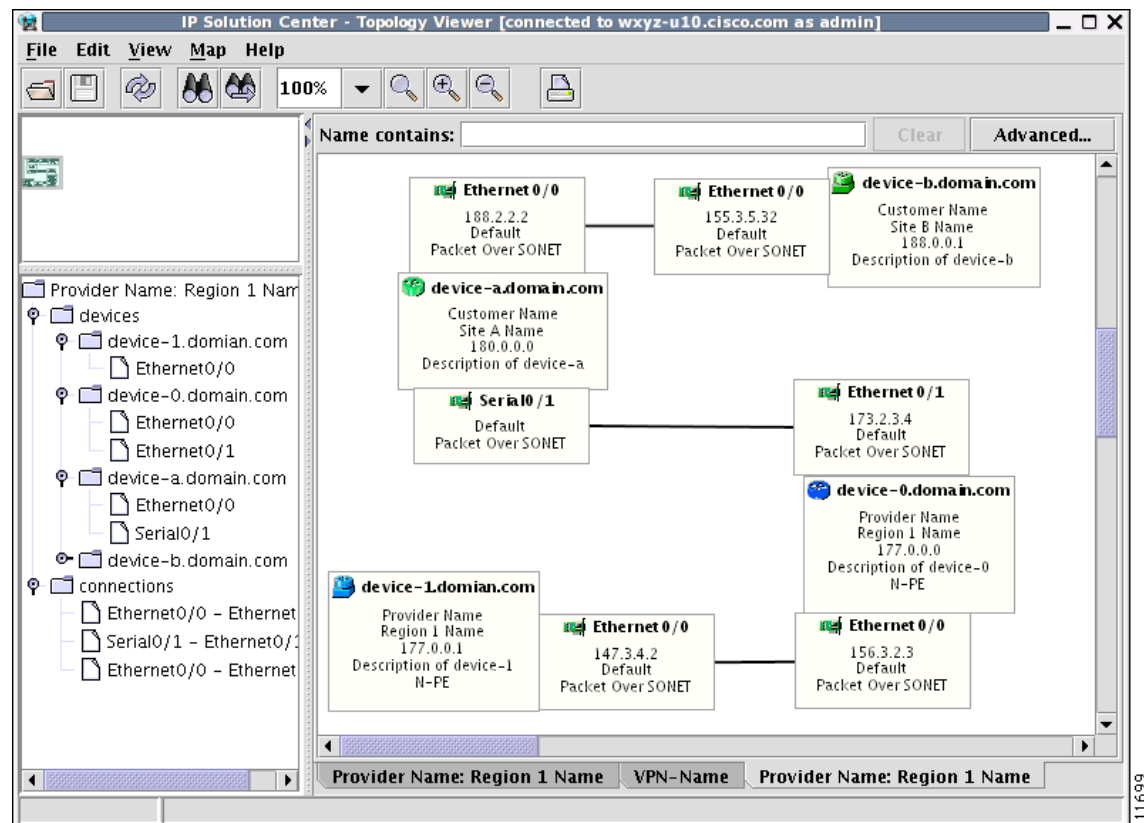 IP Solution Center - Topology Viewer [connected to wxyz-u10.cisco.com as admin]
File Edit View Map Help
100%
Name contains:
Clear
Advanced...
Provider Name: Region 1 Nam
devices
device-1.domian.com
Ethernet0/0
device-0.domain.com
Ethernet0/0
Ethernet0/1
device-a.domain.com
Ethernet0/0
Serial0/1
device-b.domain.com
connections
Ethernet0/0 - Ethernet
Serial0/1 - Ethernet0/1
Ethernet0/0 - Ethernet
Ethernet0/0
188.2.2.2
Default
Packet Over SONET
Ethernet0/0
155.3.5.32
Default
Packet Over SONET
device-b.domain.com
Customer Name
Site B Name
188.0.0.1
Description of device-b
device-a.domain.com
Customer Name
Site A Name
180.0.0.0
Description of device-a
Serial0/1
Default
Packet Over SONET
Ethernet0/1
173.2.3.4
Default
Packet Over SONET
device-0.domain.com
Provider Name
Region 1 Name
177.0.0.0
Description of device-0
N-PE
device-1.domian.com
Provider Name
Region 1 Name
177.0.0.1
Description of device-1
N-PE
Ethernet0/0
147.3.4.2
Default
Packet Over SONET
Ethernet0/0
156.3.2.3
Default
Packet Over SONET
Provider Name: Region 1 Name
VPN-Name
Provider Name: Region 1 Name
11699